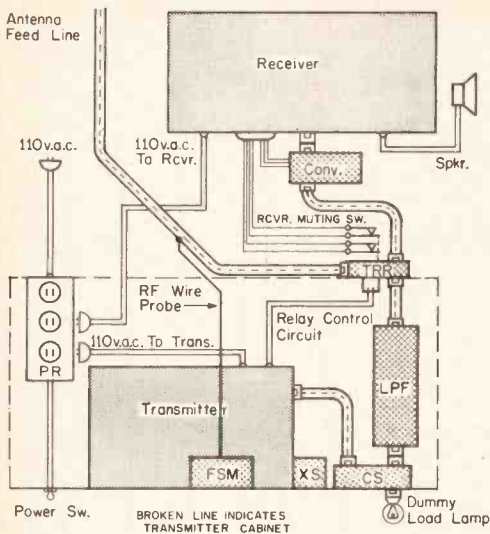 Antenna
Feed Line
Receiver
110v.a.c.
110v.a.c.
To Rcvr.
Conv.
Spkr.
RCVR. MUTING SW.
TRR
RF Wire
Probe
Relay Control
Circuit
PR
110v.a.c. To Trans.
LPF
Transmitter
FSM
XS
CS
Power Sw.
BROKEN LINE INDICATES
TRANSMITTER CABINET
Dummy
Load Lamp